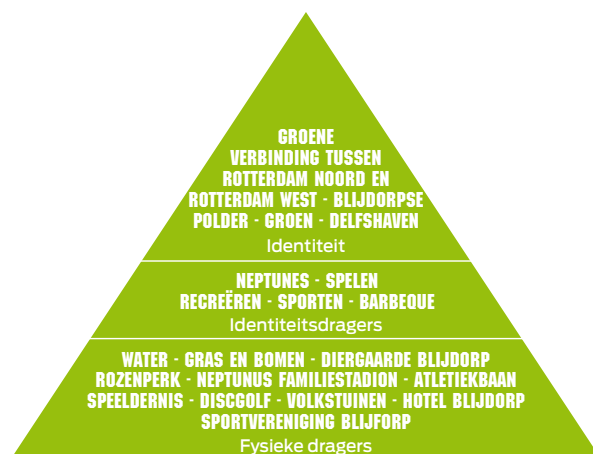 GROENE
VERBINDING TUSSEN
ROTTERDAM NOORD EN
ROTTERDAM WEST - BLIJDORPSE
POLDER - GROEN - DELFSHAVEN
Identiteit
NEPTUNES - SPELEN
RECREËREN - SPORTEN - BARBEQUE
Identiteitsdragers
WATER - GRAS EN BOMEN - DIERGAARDE BLIJDORP
ROZENPERK - NEPTUNUS FAMILIESTADION - ATLETIEKBAAN
SPEELDERNIS - DISCGOLF - VOLKSTUINEN - HOTEL BLIJDORP
SPORTVERENIGING BLIJFORP
Fysieke dragers